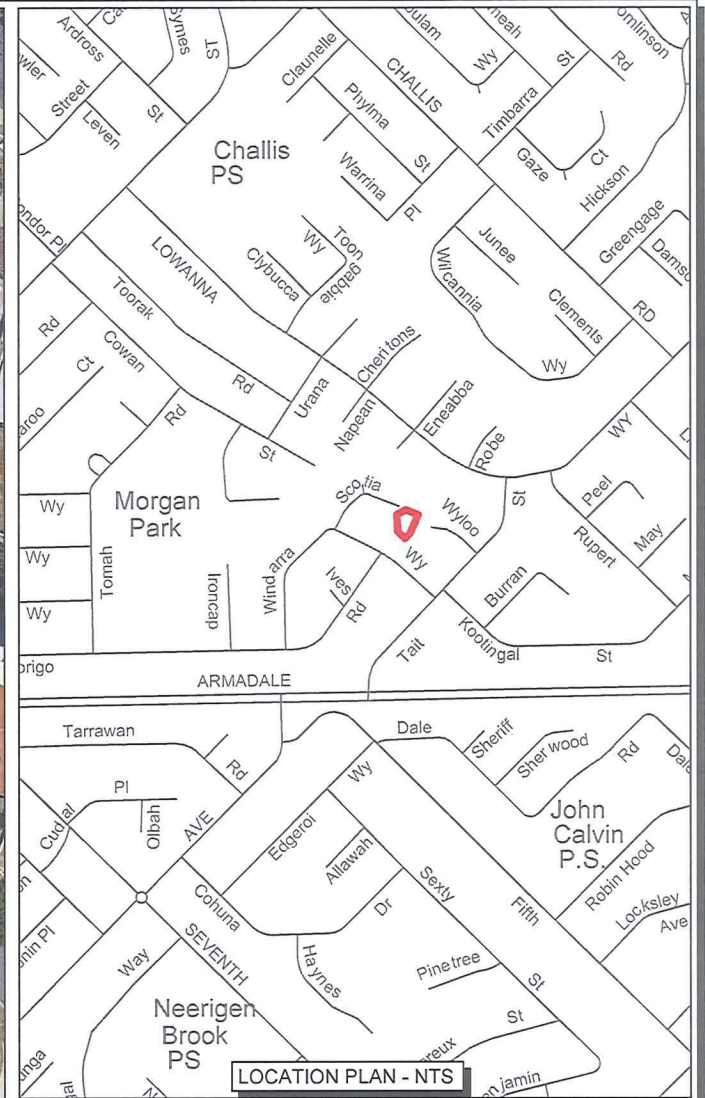 Ardross
St
Street
Leven
ST
Claunelle
CHALLIS
Phylma
St
Wy
St
Rd
Timbarra
Challis
PS
Warrina
Pl
Gaze
Ct
Hickson
Greengage
LOWANNA
Clybucca
Wy
Toon
gabbie
Wilcannia
Junee
Clements
Wy
RD
Toorak
Rd
Rd
Cowan
Ct
Rd
Urana
Cheritons
Napean
Eneabba
Robe
WY
St
Scotia
Wyloo
St
Peel
May
Rupert
Morgan
Park
Wy
Wy
Wy
Tomah
Ironcap
Windarra
Ives
Rd
Wy
Burran
Tait
Kootingal
St
ARMADALE
Tarrawan
Rd
Dale
Sheriff
Sherwood
Rd
Wy
Pl
Olbah
AVE
Cudal
Edgeroi
Allawah
Dr
Sexty
Fifth
John
Calvin
P.S.
Robin Hood
Locksley
Ave
Cohuna
SEVENTH
Haynes
Pinetree
St
St
Way
Neerigen
Brook
PS
LOCATION PLAN - NTS